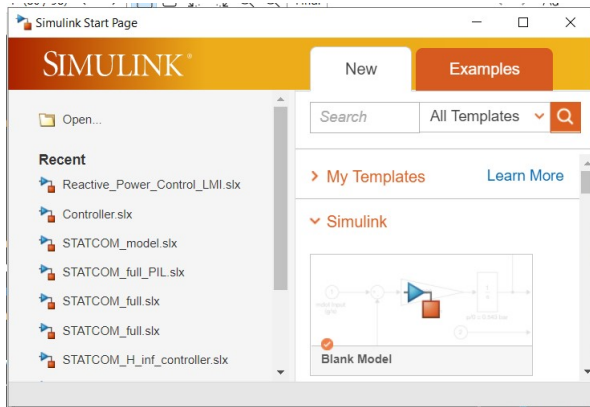 Simulink Start Page
SIMULINK®
New
Examples
Open...
Search
All Templates
Recent
Reactive_Power_Control_LMI.slx
Controller.slx
STATCOM_model.slx
STATCOM_full_PIL.slx
STATCOM_full.slx
STATCOM_full.slx
STATCOM_H_inf_controller.slx
My Templates
Learn More
Simulink
Blank Model